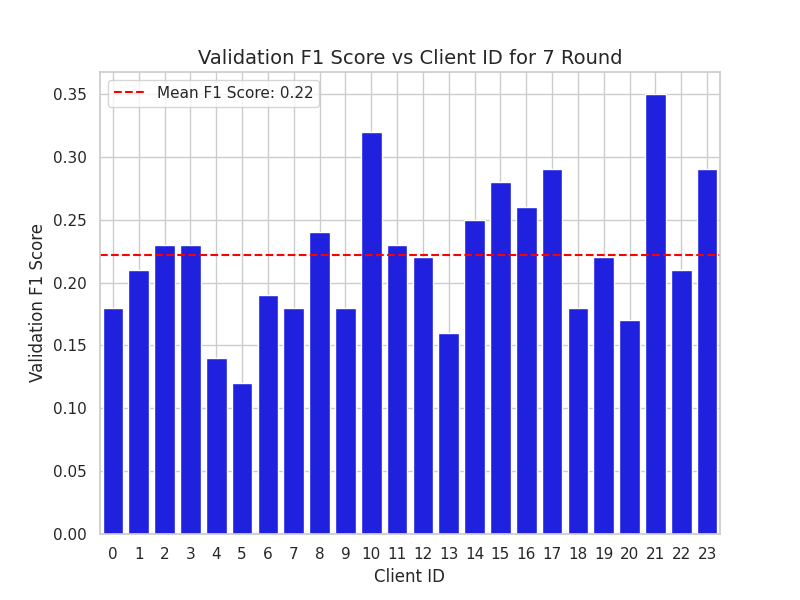 Validation F1 Score vs Client ID for 7 Round
Mean F1 Score: 0.22
Validation F1 Score
0.35
0.30
0.25
0.20
0.15
0.10
0.05
0.00
0 1 2 3 4 5 6 7 8 9 10 11 12 13 14 15 16 17 18 19 20 21 22 23
Client ID